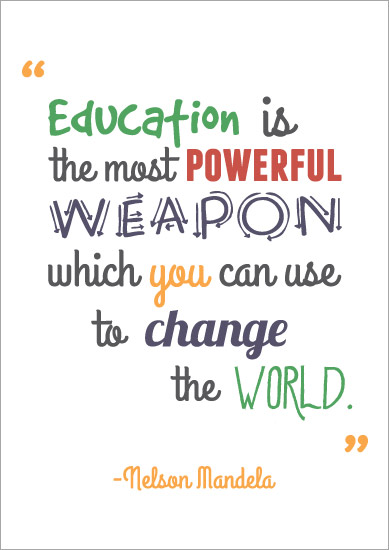 “
Education is
the most POWERFUL
WEAPON
which you can use
to change
the WORLD.
”
-Nelson Mandela